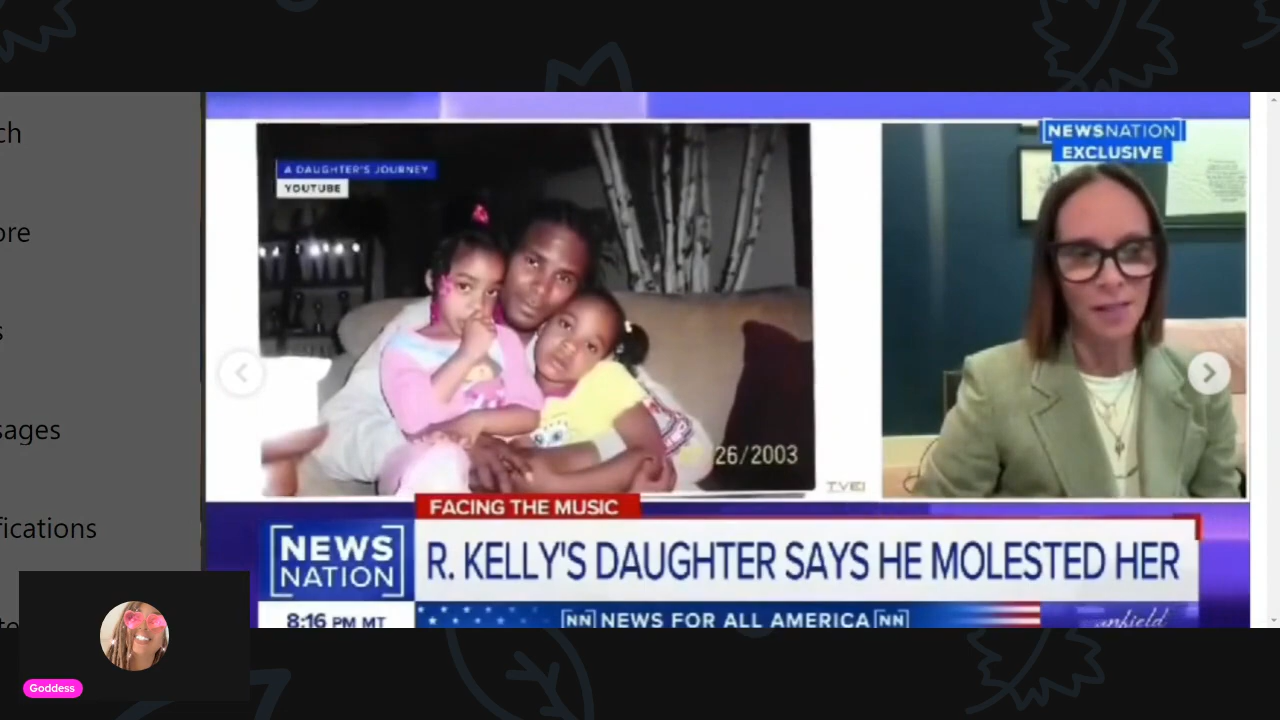 ch
ore
s
sages
fications
A DAUGHTER'S JOURNEY
YOUTUBE
NEWSNATION
EXCLUSIVE
26/2003
FACING THE MUSIC
NEWS
NATION
R. KELLY'S DAUGHTER SAYS HE MOLESTED HER
8:16 PM MT
NN NEWS FOR ALL AMERICA NN
Goddess